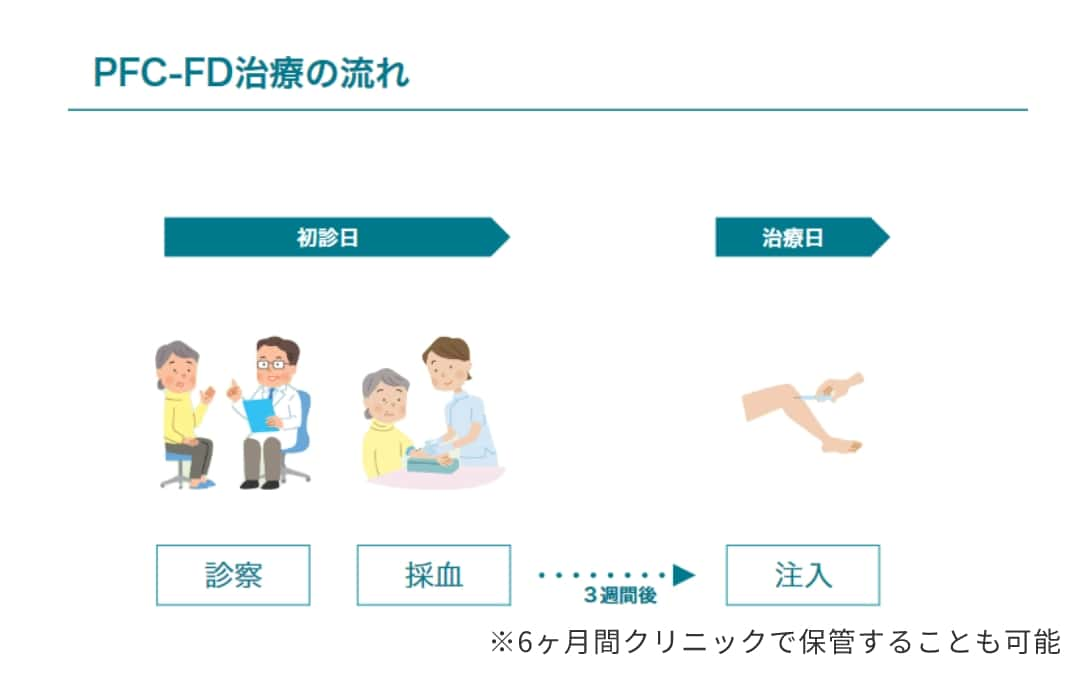 PFC-FD治療の流れ
初診日
治療日
診察
採血
3週間後
注入
※6ヶ月間クリニックで保管することも可能